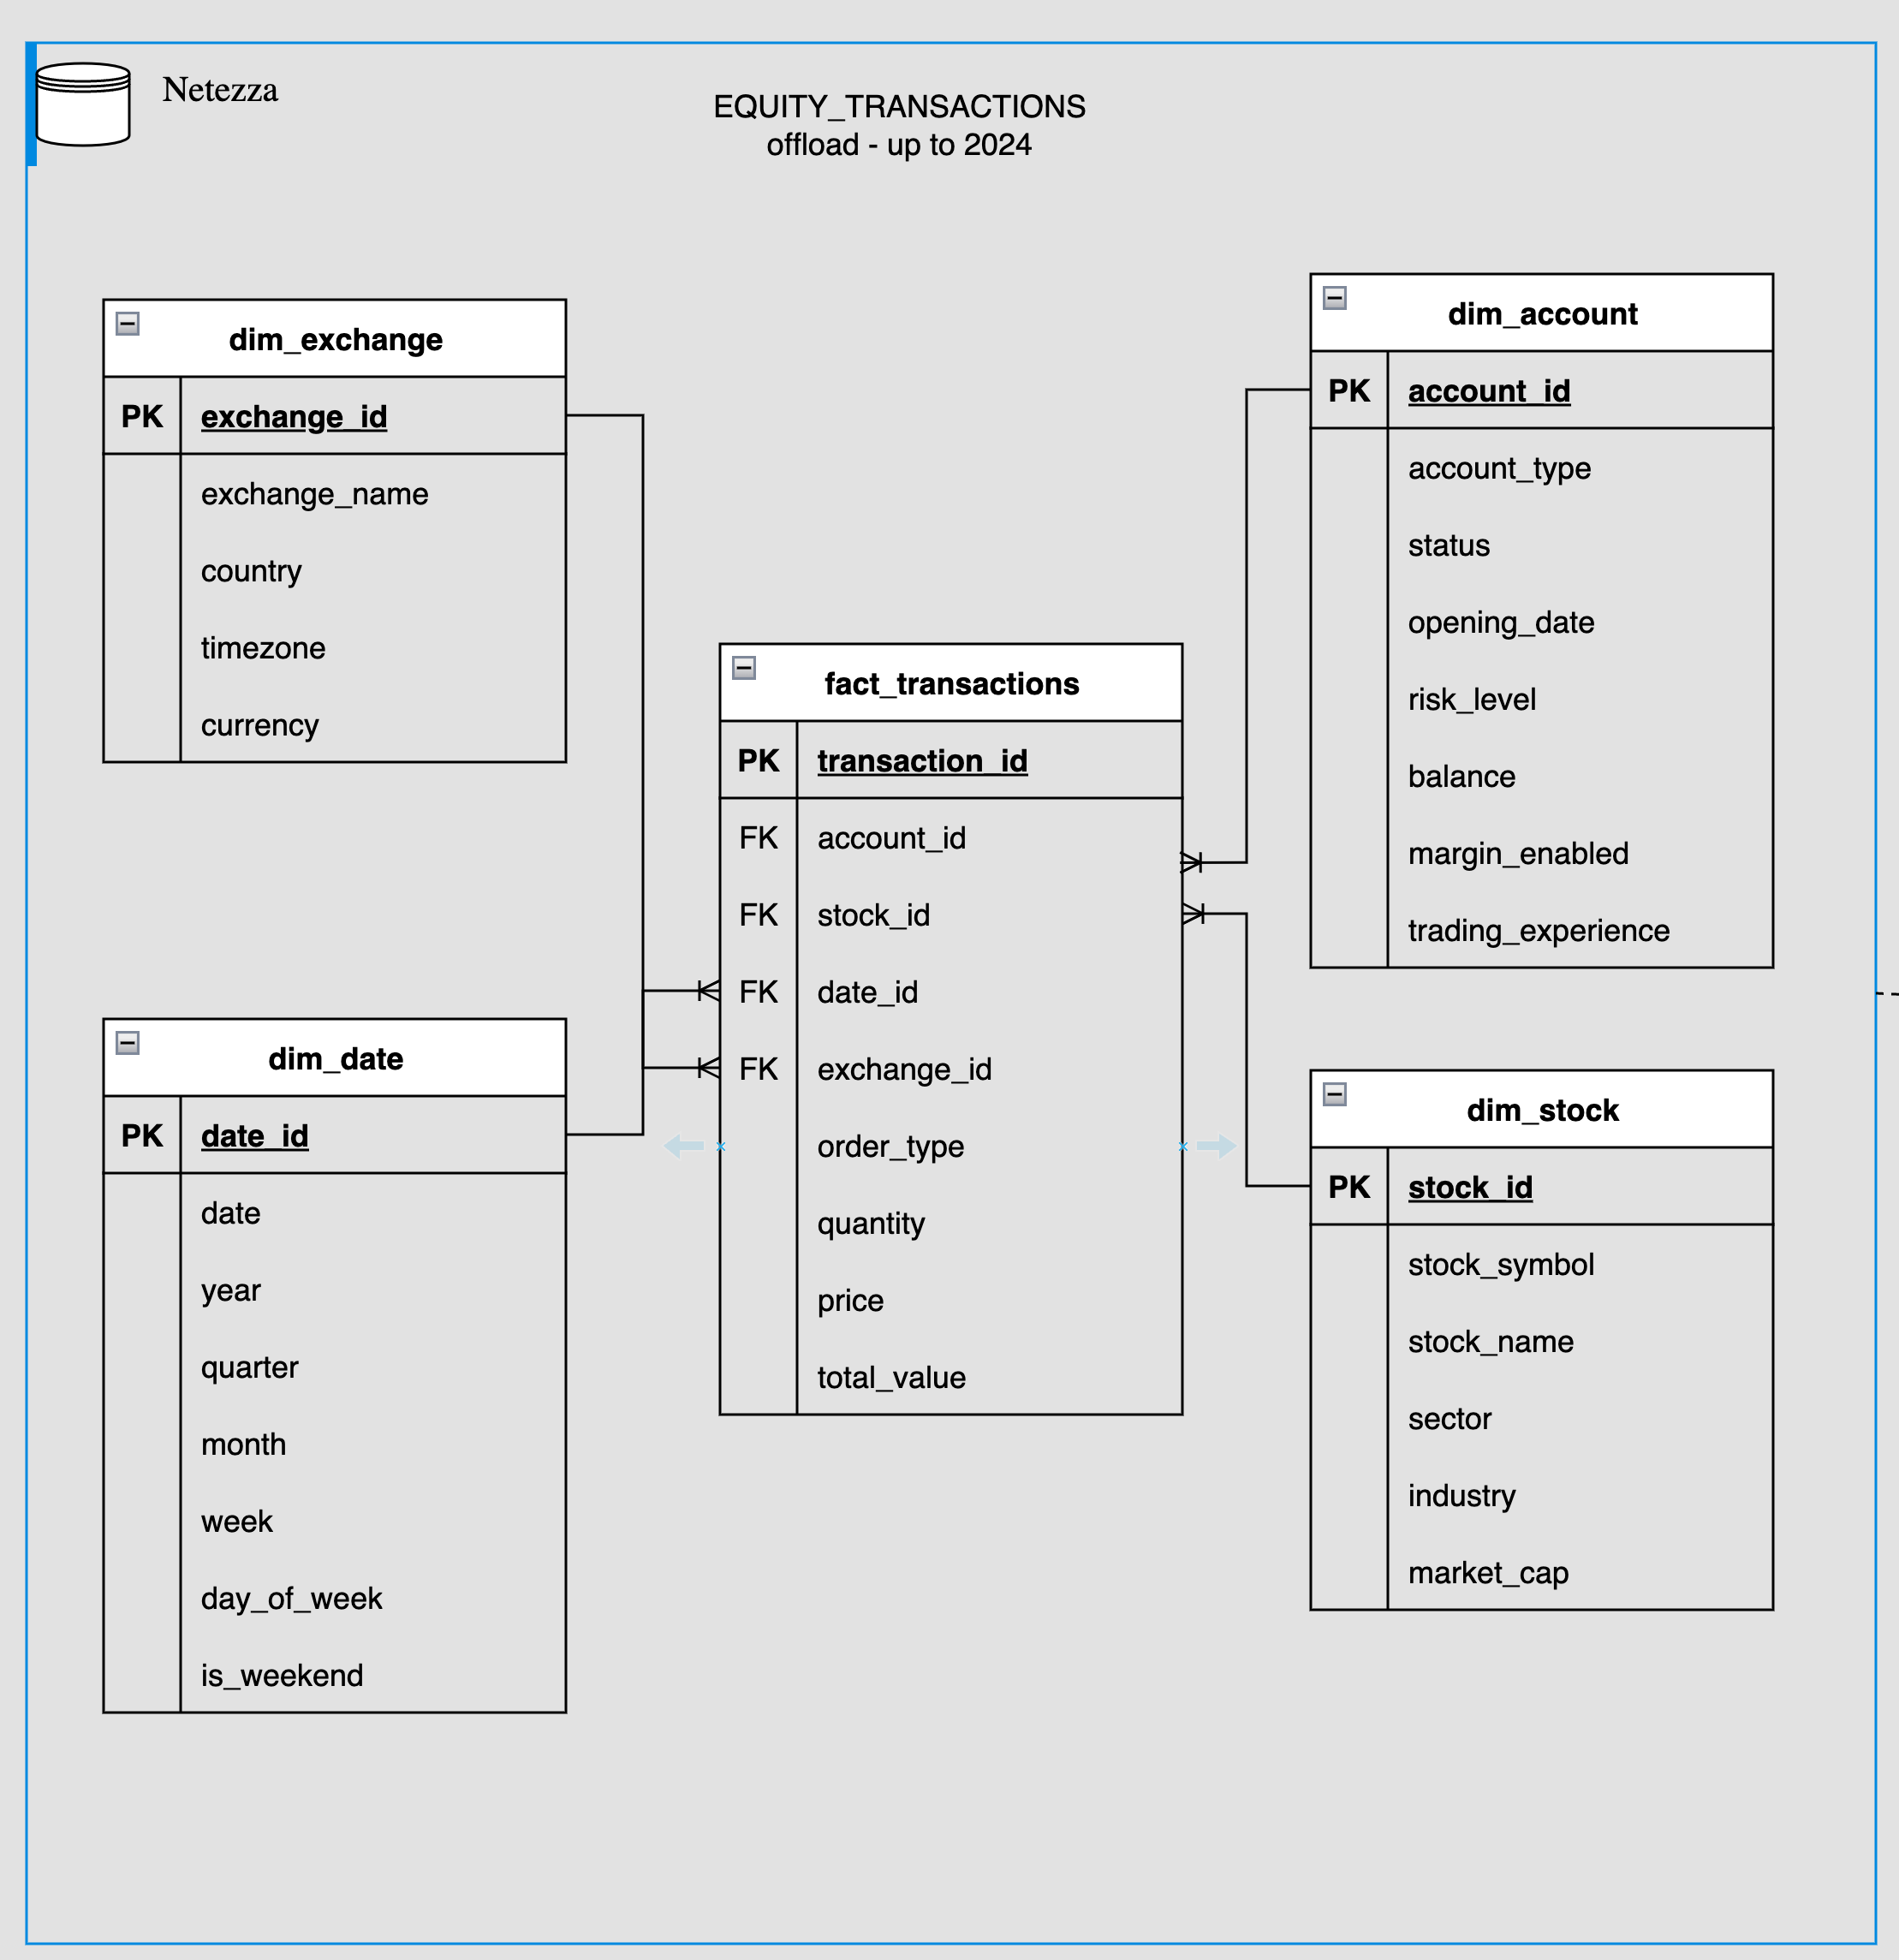 Netezza
EQUITY_TRANSACTIONS
offload - up to 2024
dim_exchange
PK exchange_id
exchange_name
country
timezone
currency
dim_account
PK account_id
account_type
status
opening_date
risk_level
balance
margin_enabled
trading_experience
fact_transactions
PK transaction_id
FK account_id
FK stock_id
FK date_id
FK exchange_id
order_type
quantity
price
total_value
dim_date
PK date_id
date
year
quarter
month
week
day_of_week
is_weekend
dim_stock
PK stock_id
stock_symbol
stock_name
sector
industry
market_cap